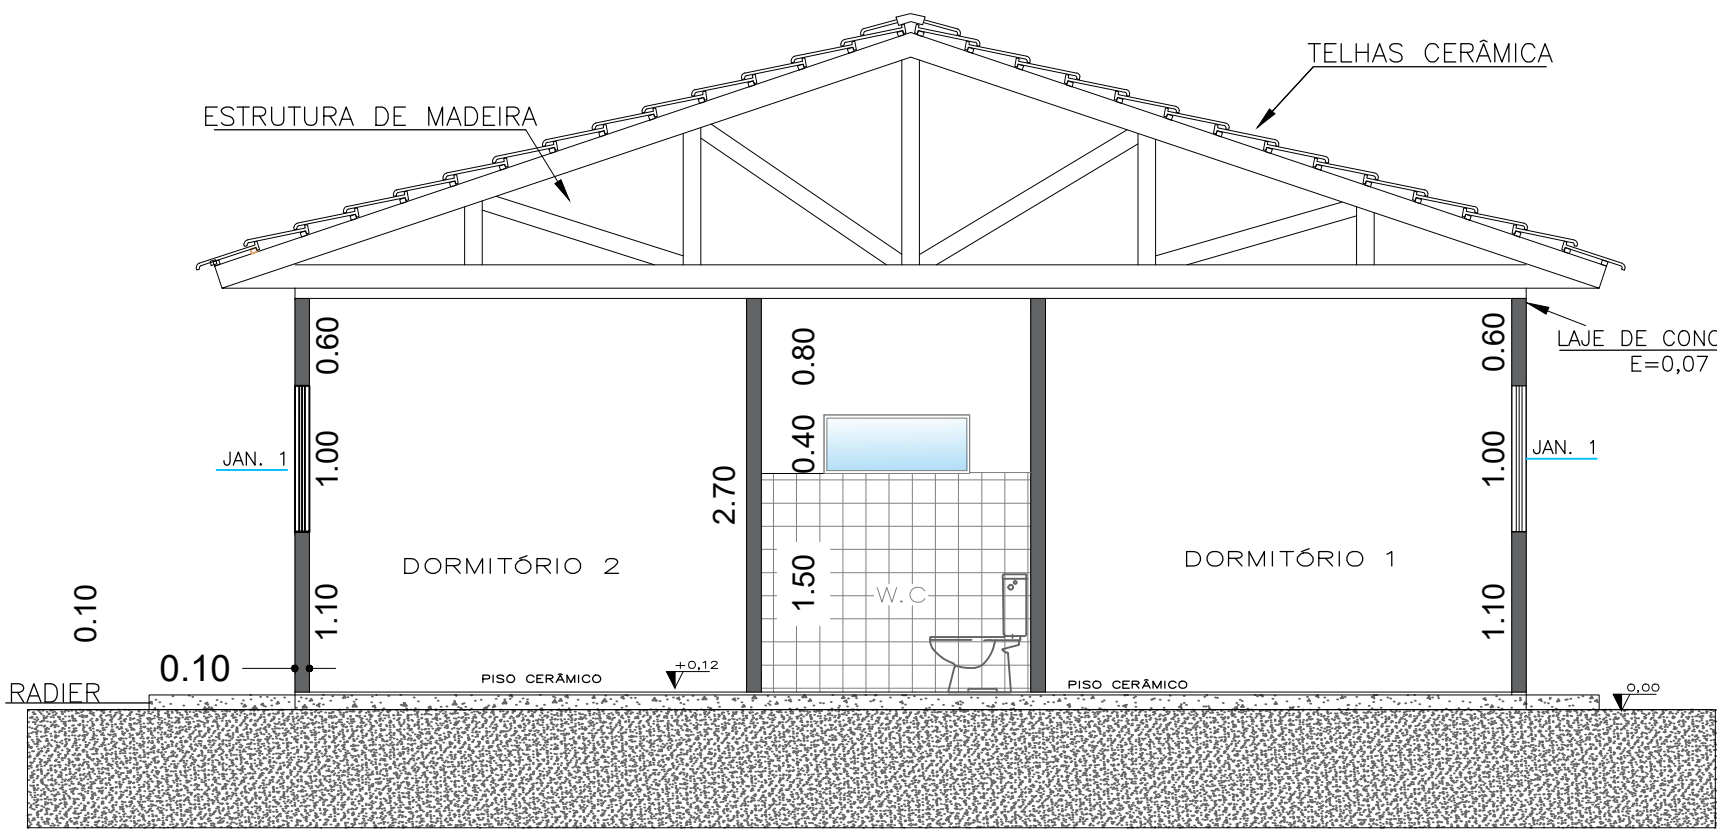 TELHAS CERÂMICA
ESTRUTURA DE MADEIRA
0.60
0.80
0.60
LAJE DE CONC
E=0,07
JAN. 1
1.00
0.40
1.00
JAN. 1
2.70
DORMITÓRIO 2
DORMITÓRIO 1
1.50
W.C
0.10
1.10
1.10
0.10
PISO CERÂMICO
+0,12
PISO CERÂMICO
RADIER
0,00